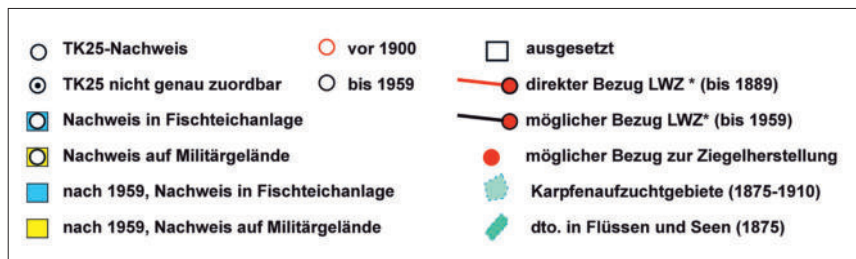 TK25-Nachweis
TK25 nicht genau zuordbar
Nachweis in Fischteichanlage
Nachweis auf Militärgelände
nach 1959, Nachweis in Fischteichanlage
nach 1959, Nachweis auf Militärgelände
vor 1900
bis 1959
ausgesetzt
direkter Bezug LWZ * (bis 1889)
möglicher Bezug LWZ* (bis 1959)
möglicher Bezug zur Ziegelherstellung
Karpfenaufzuchtgebiete (1875-1910)
dto. in Flüssen und Seen (1875)